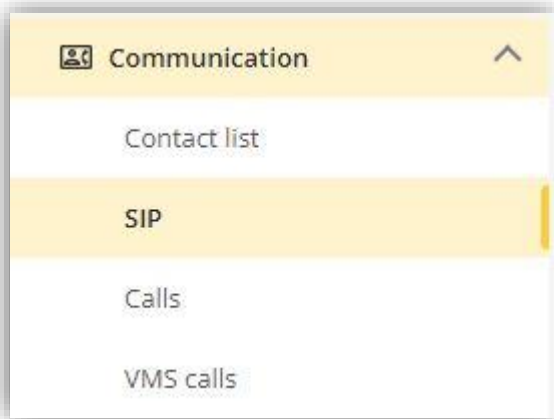 Communication
Contact list
SIP
Calls
VMS calls